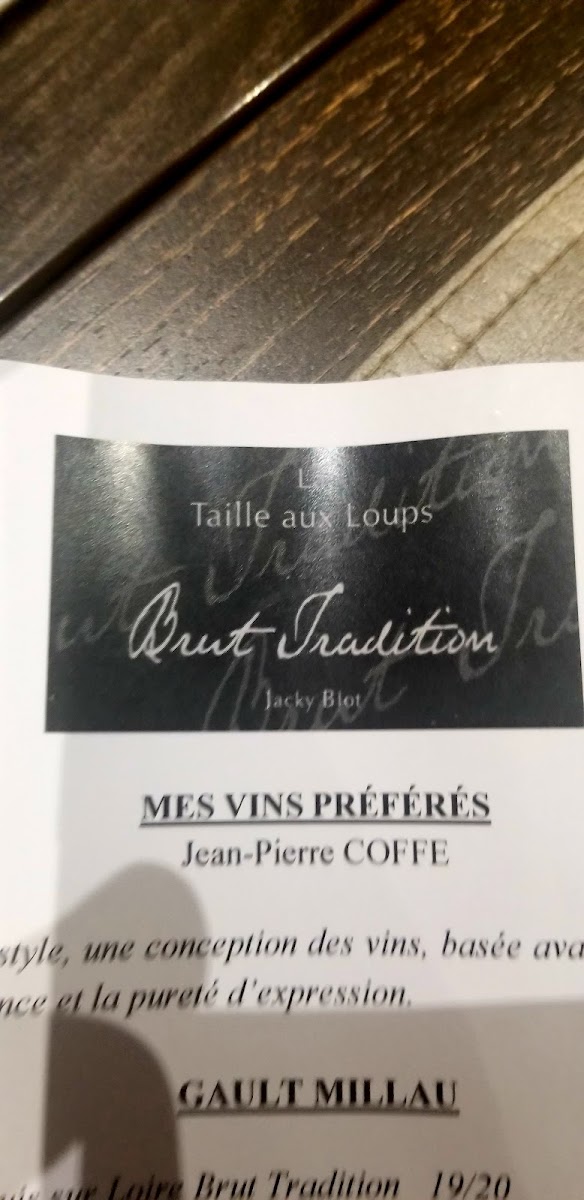 L
Taille aux Loups
Brut Tradition
Jacky Blot
MES VINS PRÉFÉRÉS
Jean-Pierre COFFE
style, une conception des vins, basée ava
nce et la pureté d'expression.
GAULT MILLAU
sur Loire Brut Tradition 19/20